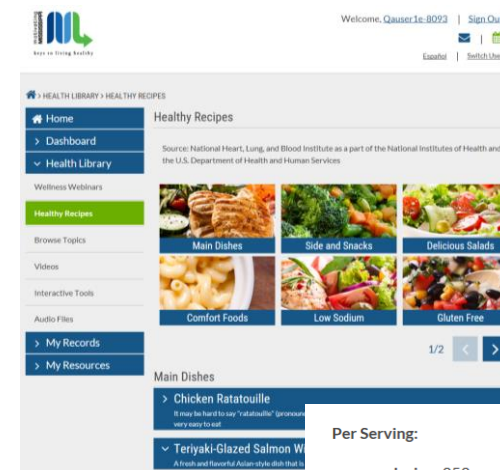 Welcome, Qauser1e-8093 | Sign Ou
motivating
MISSISSIPPI
keys to living healthy
Español | Switch Use
> HEALTH LIBRARY > HEALTHY RECIPES
Home
> Dashboard
Health Library
Wellness Webinars
Healthy Recipes
Browse Topics
Videos
Interactive Tools
Audio Files
> My Records
> My Resources
Healthy Recipes
Source: National Heart, Lung, and Blood Institute as a part of the National Institutes of Health and
the U.S. Department of Health and Human Services
Main Dishes
Side and Snacks
Delicious Salads
Comfort Foods
Low Sodium
Gluten Free
1/2 < >
Main Dishes
> Chicken Ratatouille
It may be hard to say "ratatouille" (pronoun
very easy to eat
Teriyaki-Glazed Salmon Wi
A fresh and flavorful Asian-style dish that is
Per Serving: